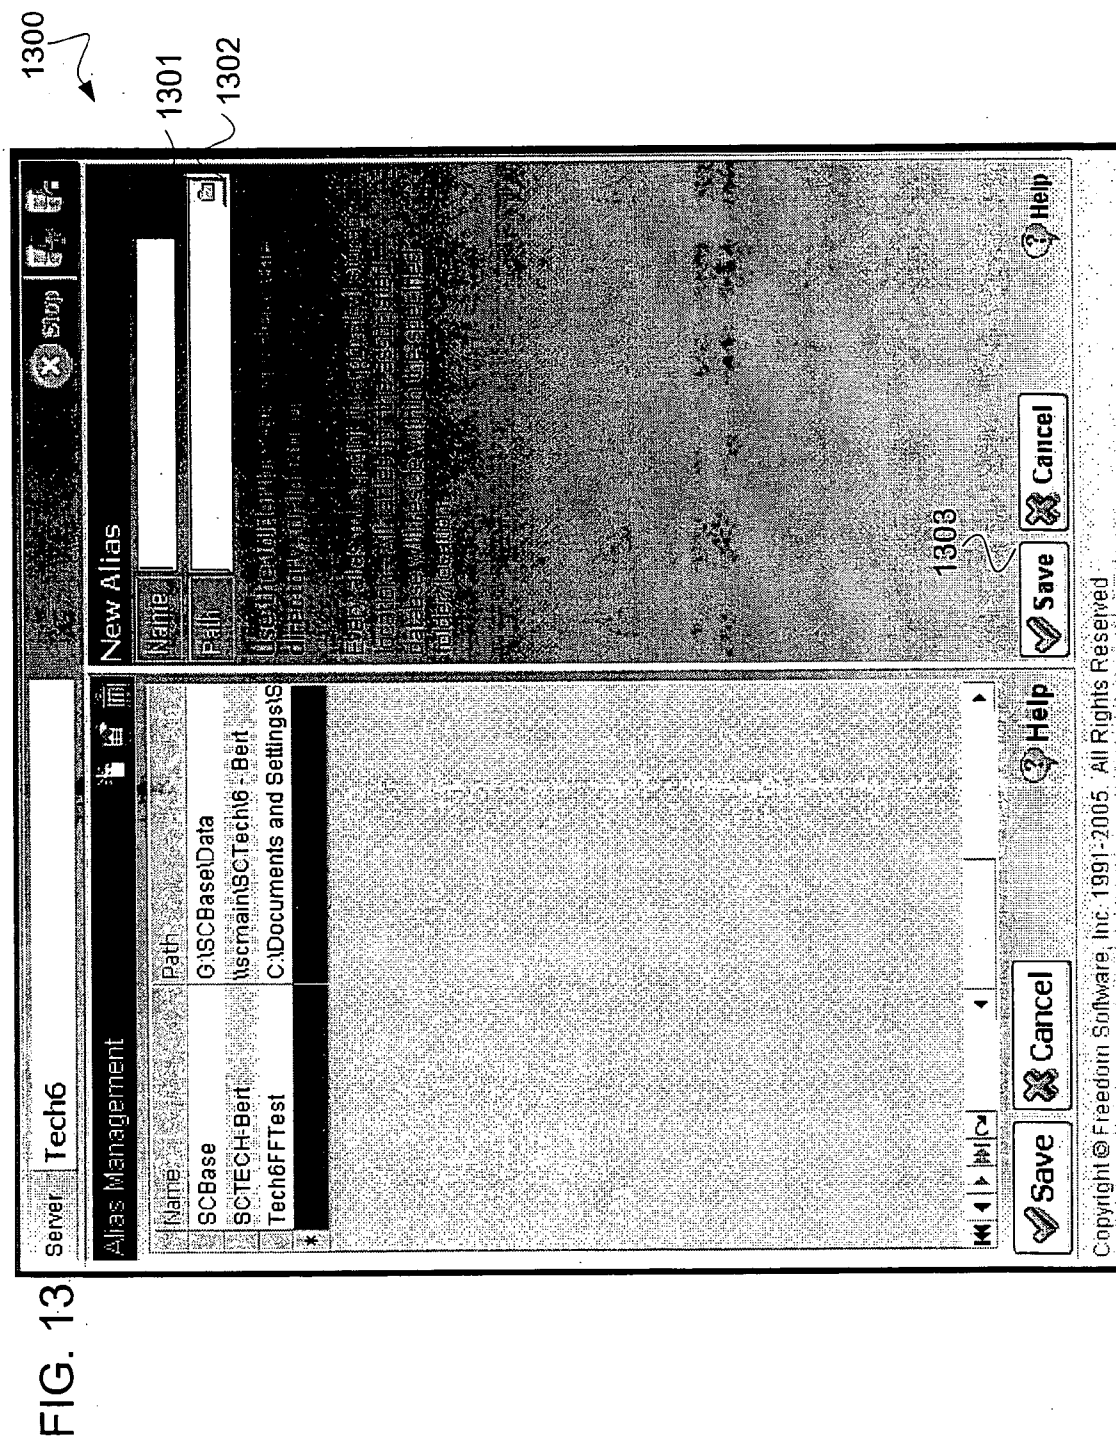 FIG. 13
1300
Server Tech6
Stop
Alias Management
Name Path
SCBase G:\SCBase\Data
SCTECH-Bert \\scmain\SCTech\6 - Bert
Tech6FFTest C:\Documents and Settings\S
*
Save Cancel Help
New Alias
Name
1301
Path
1302
1303
Save Cancel Help
Copyright © Freedom Software, Inc. 1991-2005 All Rights Reserved